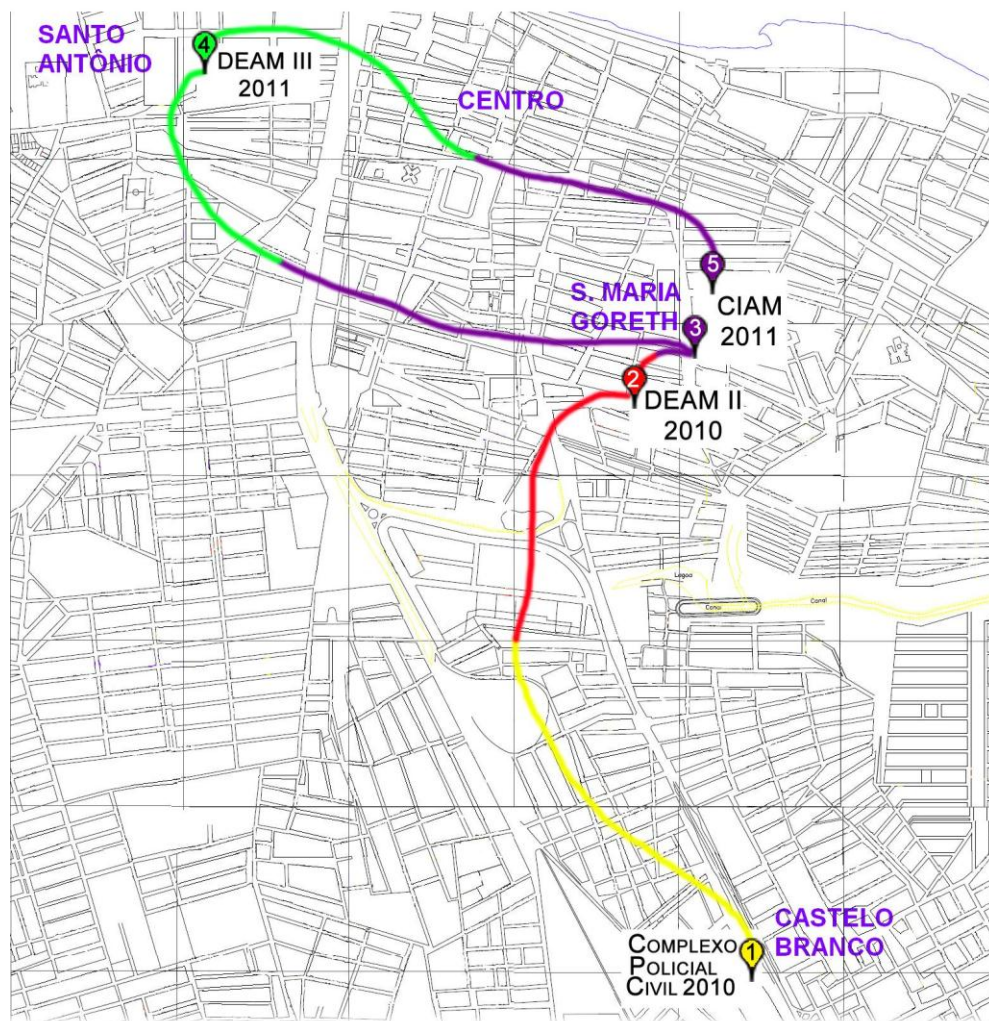 SANTO
ANTÔNIO
4
DEAM III
2011
CENTRO
5
CIAM
2011
S. MARIA
GORETH
3
2
DEAM II
2010
Lagoa
Canal
CASTELO
BRANCO
1
COMPLEXO
POLICIAL
CIVIL 2010